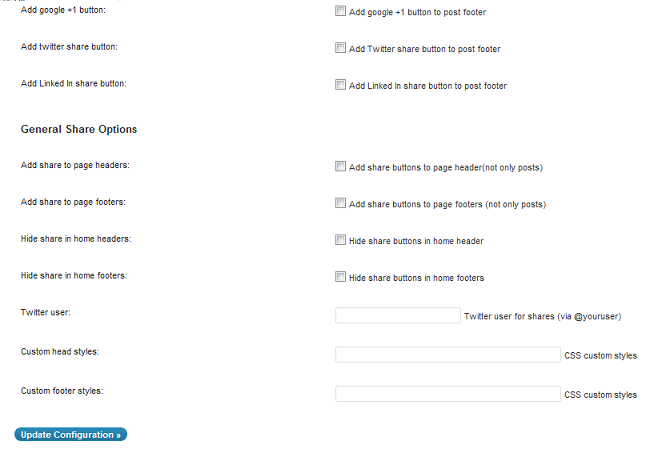 Add google +1 button: Add google +1 button to post footer
Add twitter share button: Add Twitter share button to post footer
Add Linked In share button: Add Linked In share button to post footer
General Share Options
Add share to page headers: Add share buttons to page header(not only posts)
Add share to page footers: Add share buttons to page footers (not only posts)
Hide share in home headers: Hide share buttons in home header
Hide share in home footers: Hide share buttons in home footers
Twitter user: Twitter user for shares (via @youruser)
Custom head styles: CSS custom styles
Custom footer styles: CSS custom styles
Update Configuration »